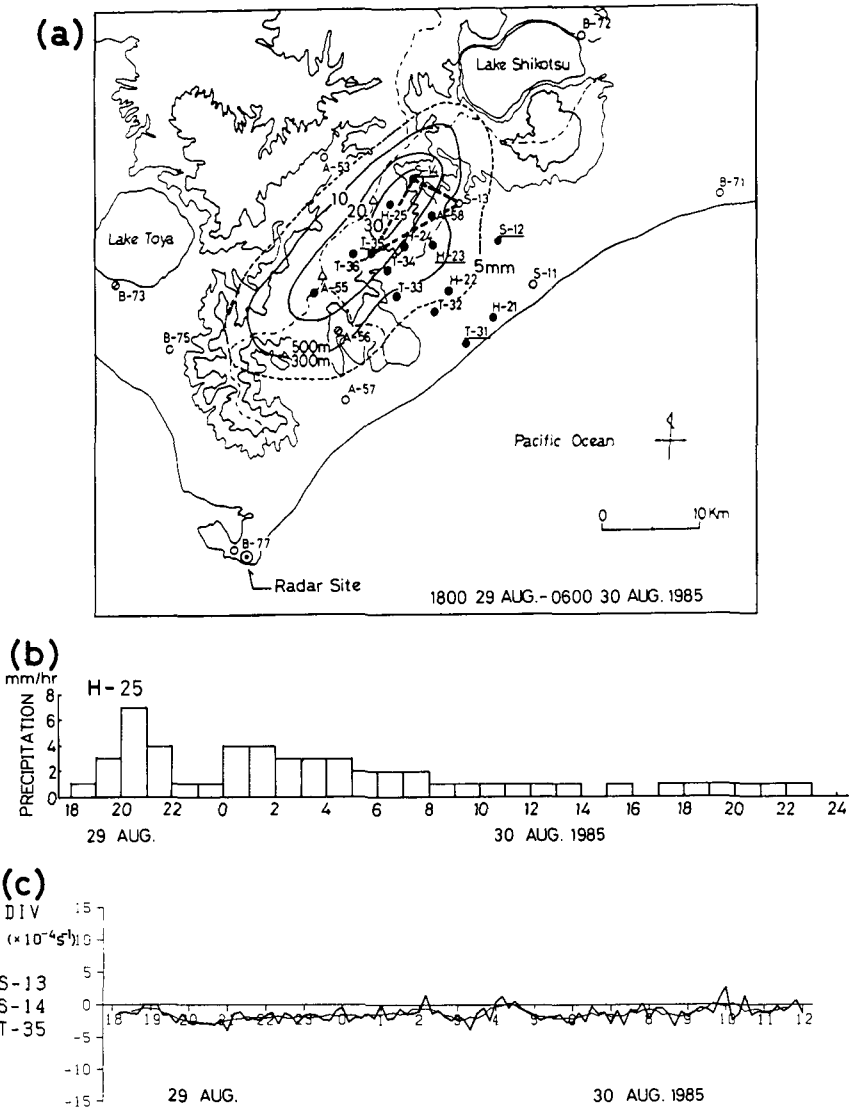 (a)
B-72
Lake Shikotsu
A-53
S-14
B-71
10
20
30
H-25
S-13
A-58
S-12
Lake Toya
T-35
H-24
T-36
T-34
H-23
5mm
S-11
B-73
A-55
T-33
H-22
T-32
H-21
B-75
A-56
T-31
500m
300m
A-57
Pacific Ocean
0 10 Km
B-77
Radar Site
1800 29 AUG.-0600 30 AUG. 1985
(b)
mm/hr
H-25
PRECIPITATION
8
6
4
2
0
18 20 22 0 2 4 6 8 10 12 14 16 18 20 22 24
29 AUG. 30 AUG. 1985
(c)
DIV
(×10⁻⁴s⁻¹)
15
10
5
0
-5
-10
-15
S-13
S-14
T-35
18 19 20 21 22 23 0 1 2 3 4 5 6 7 8 9 10 11 12
29 AUG. 30 AUG. 1985